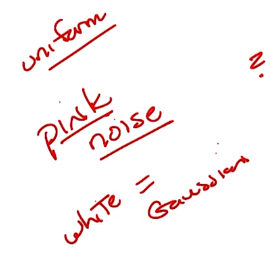 uniform
?
pink
noise
white = Gaussian